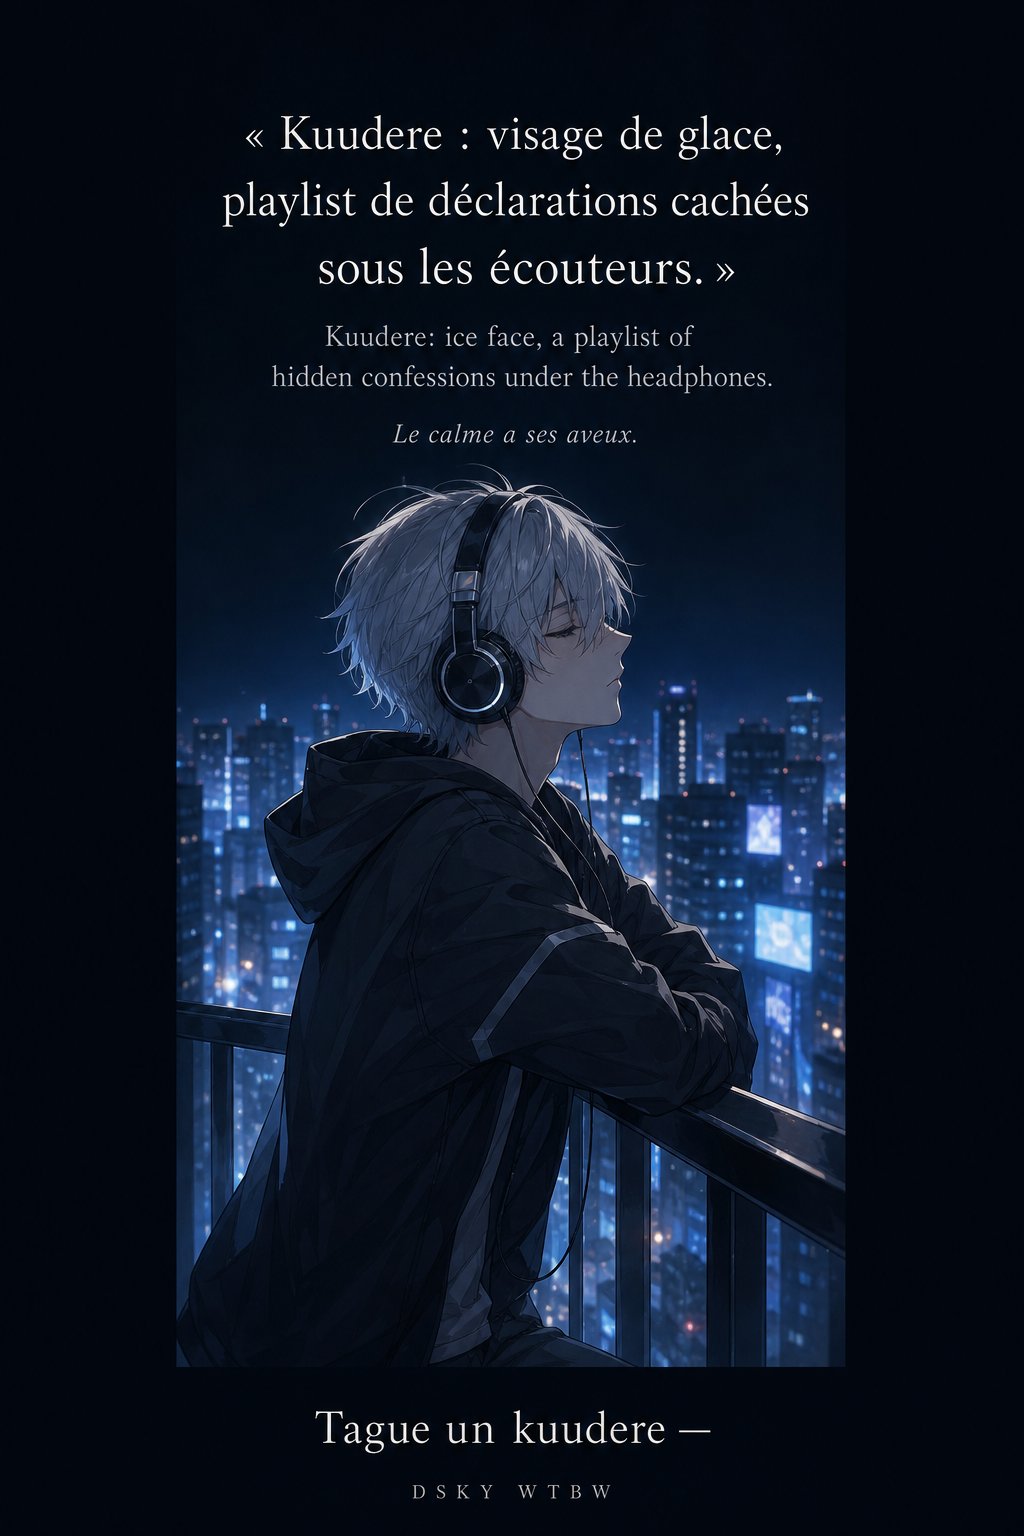 « Kuudere : visage de glace,
playlist de déclarations cachées
sous les écouteurs. »
Kuudere: ice face, a playlist of
hidden confessions under the headphones.
Le calme a ses aveux.
Tague un kuudere —
DSKY WTBW